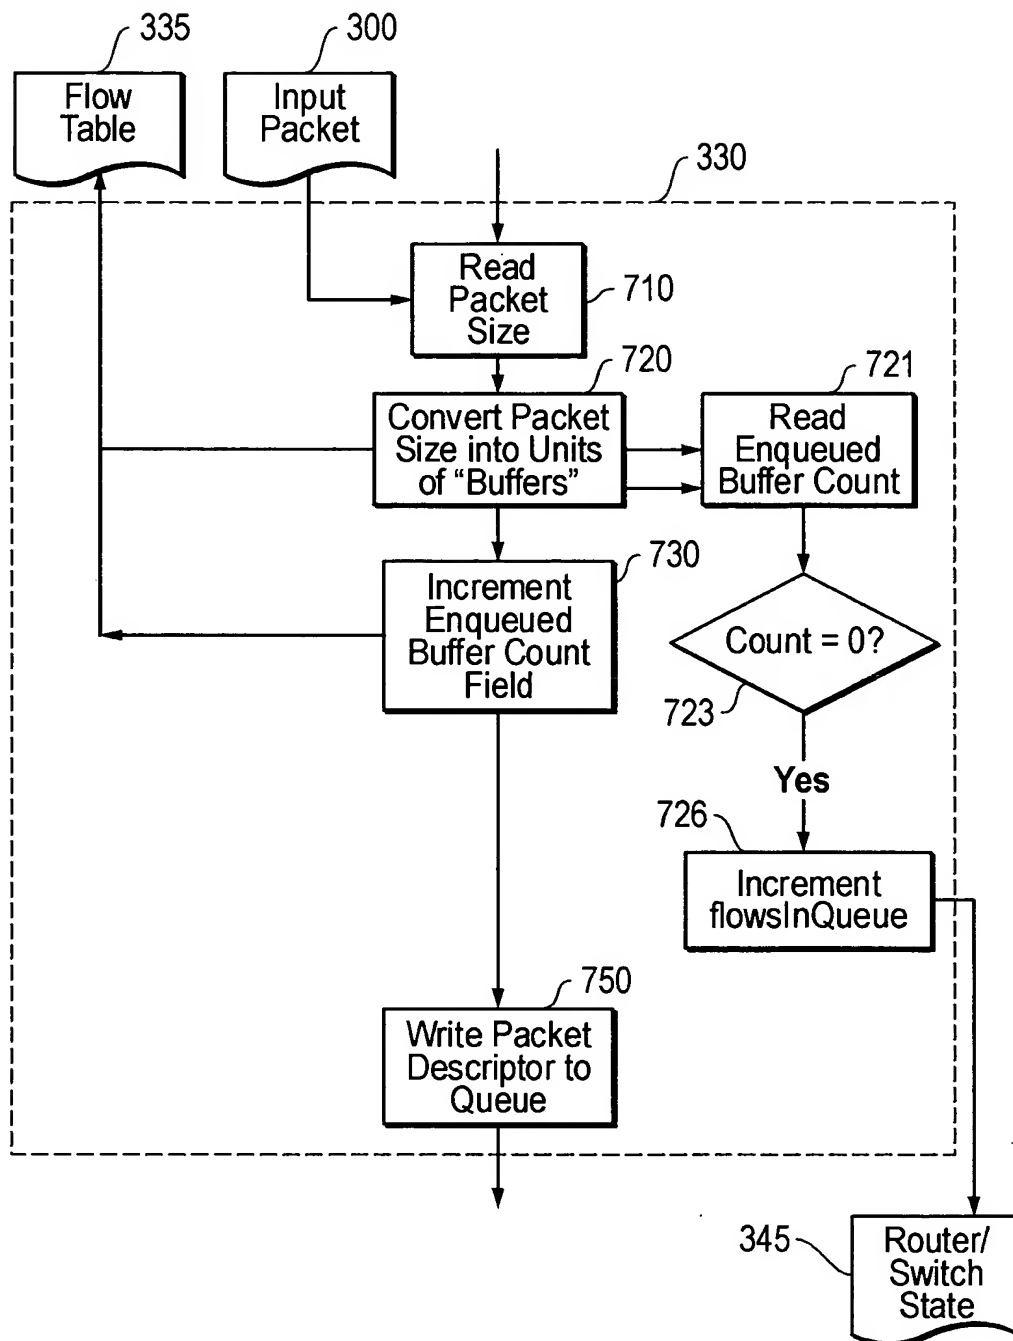 335
300
Flow
Table
Input
Packet
330
Read
Packet
Size
710
720
721
Convert Packet
Size into Units
of “Buffers”
Read
Enqueued
Buffer Count
730
Increment
Enqueued
Buffer Count
Field
Count = 0?
723
Yes
726
Increment
flowsInQueue
750
Write Packet
Descriptor to
Queue
345
Router/
Switch
State